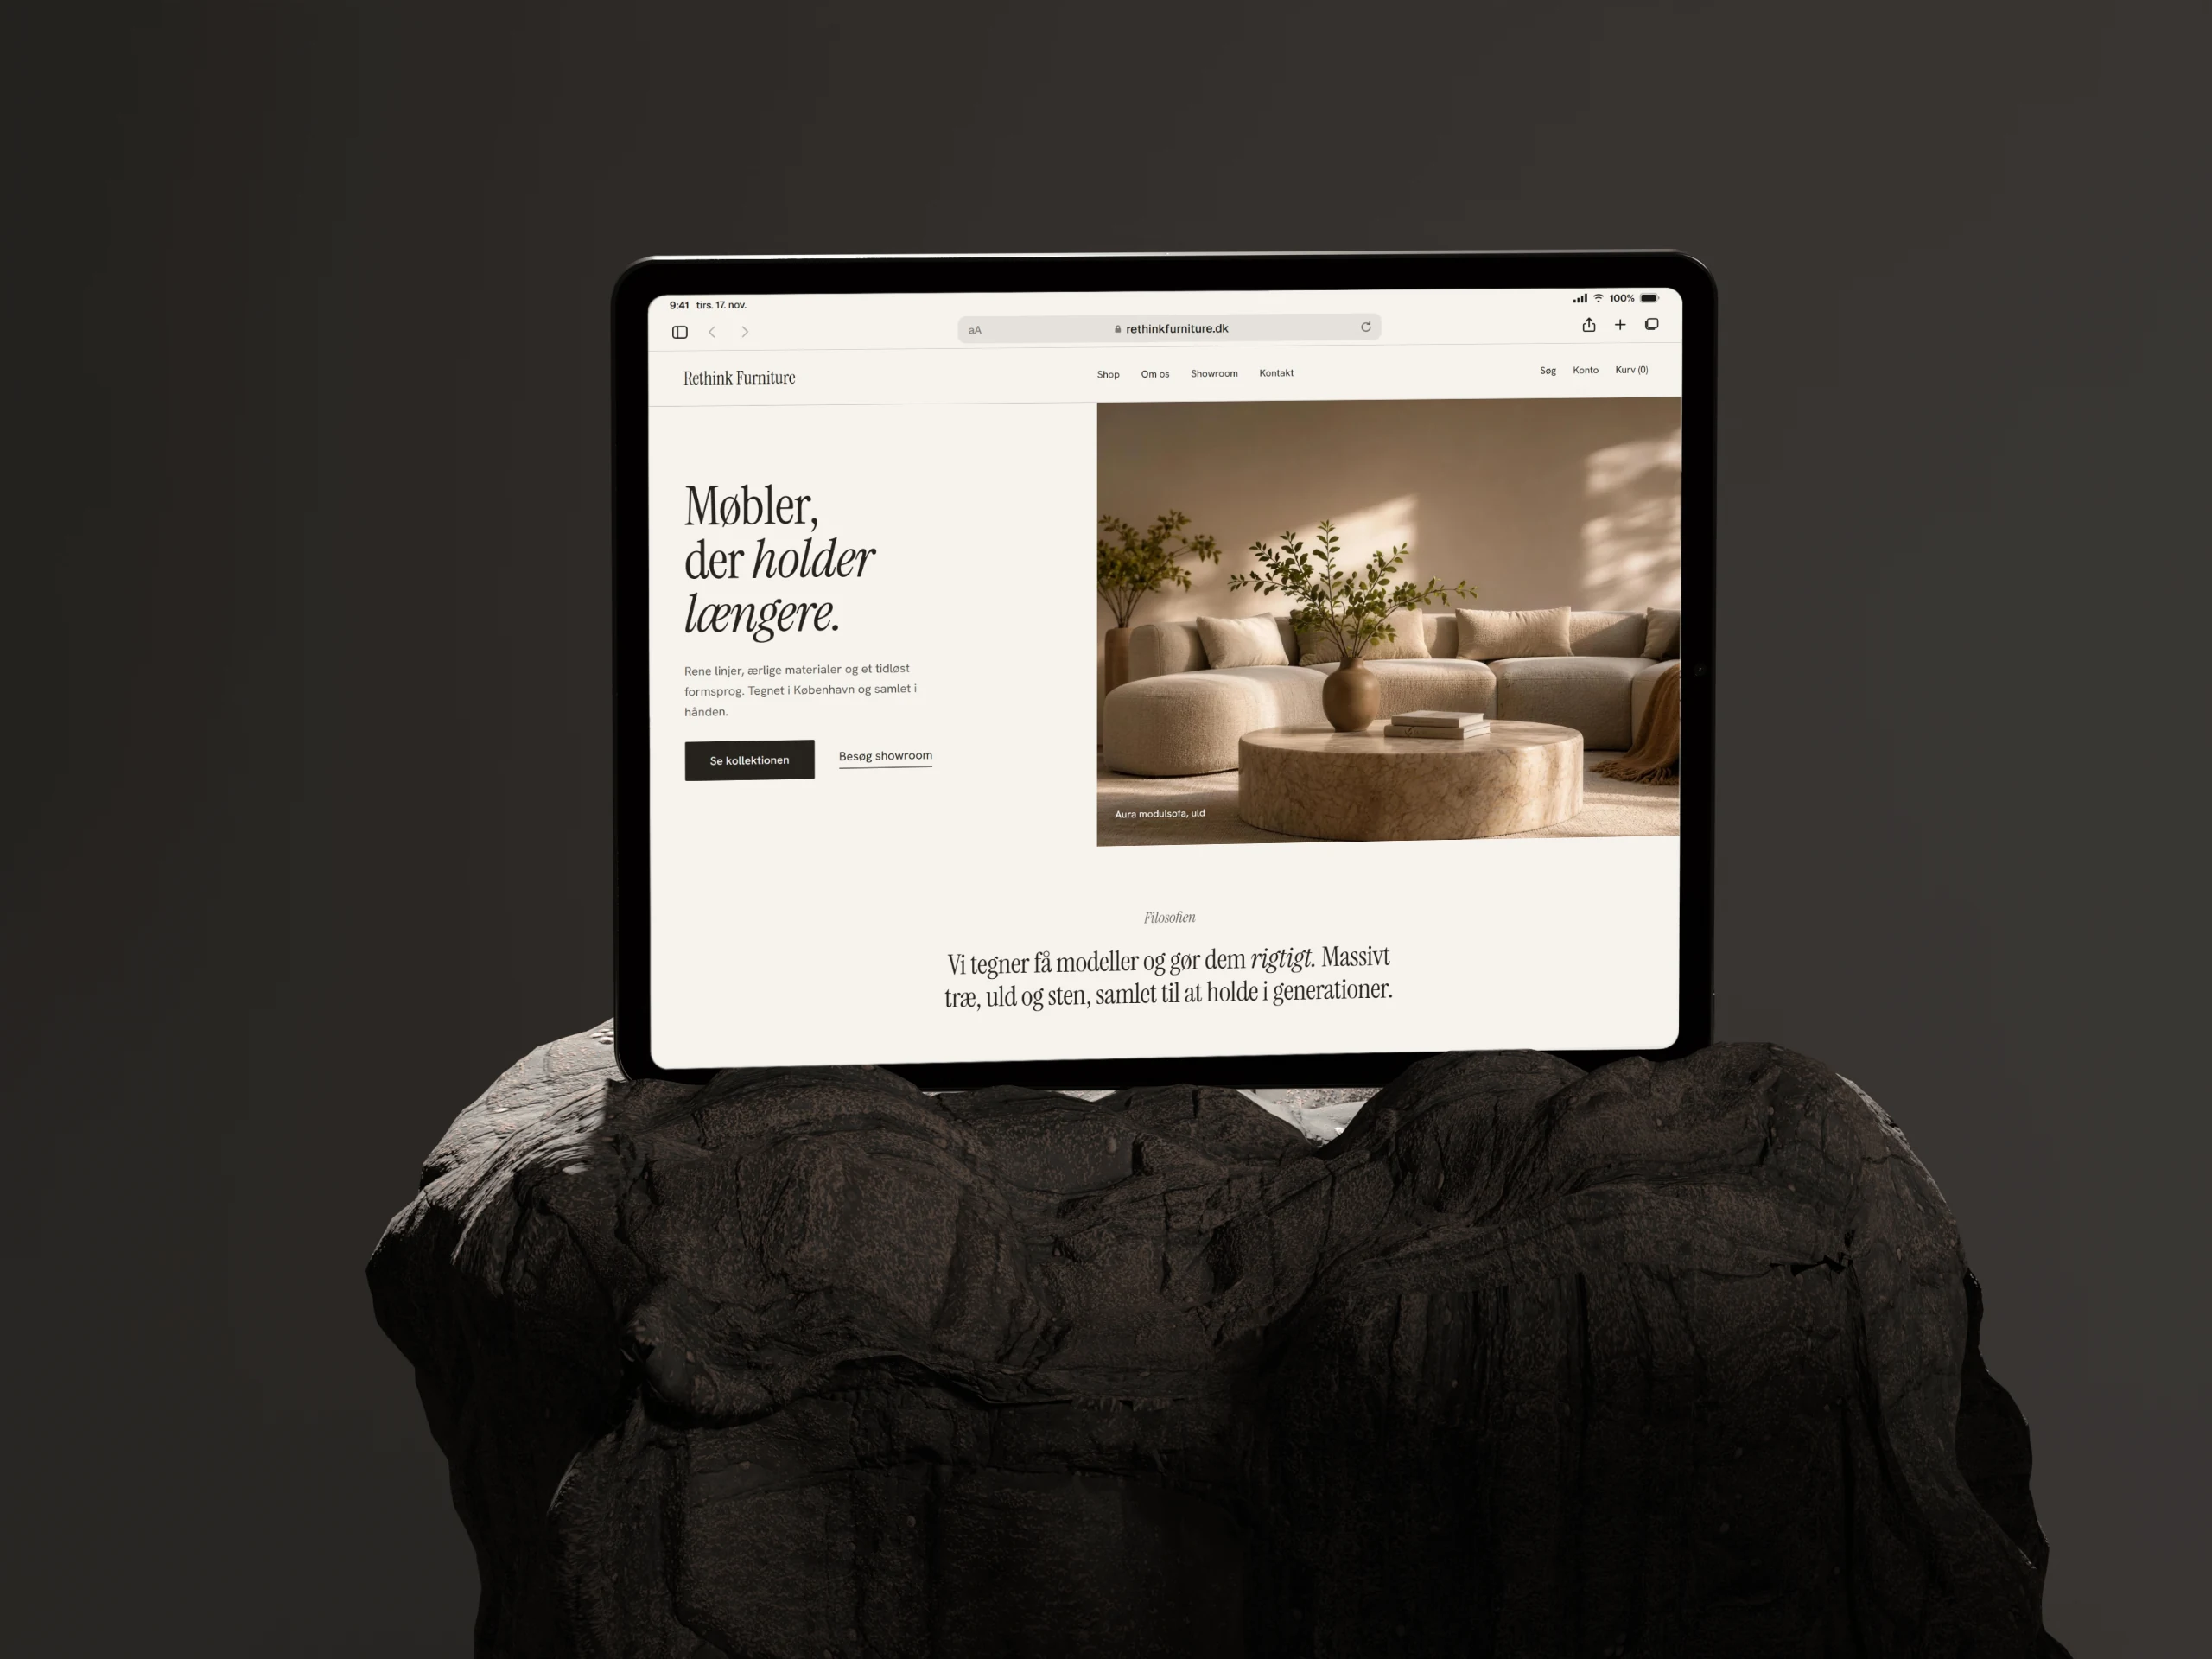 9:41 tirs. 17. nov.
100%
aA
rethinkfurniture.dk
Rethink Furniture
Shop Om os Showroom Kontakt
Søg Konto Kurv (0)
Møbler,
der holder
længere.
Rene linjer, ærlige materialer og et tidløst
formsprog. Tegnet i København og samlet i
hånden.
Se kollektionen Besøg showroom
Aura modulsofa, uld
Filosofien
Vi tegner få modeller og gør dem rigtigt. Massivt
træ, uld og sten, samlet til at holde i generationer.